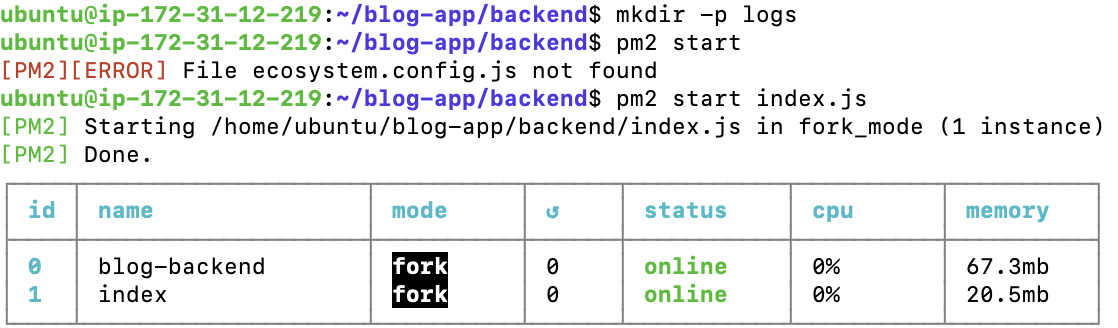 ubuntu@ip-172-31-12-219:~/blog-app/backend$ mkdir -p logs
ubuntu@ip-172-31-12-219:~/blog-app/backend$ pm2 start
[PM2][ERROR] File ecosystem.config.js not found
ubuntu@ip-172-31-12-219:~/blog-app/backend$ pm2 start index.js
[PM2] Starting /home/ubuntu/blog-app/backend/index.js in fork_mode (1 instance)
[PM2] Done.
id name mode ↺ status cpu memory
0 blog-backend fork 0 online 0% 67.3mb
1 index fork 0 online 0% 20.5mb